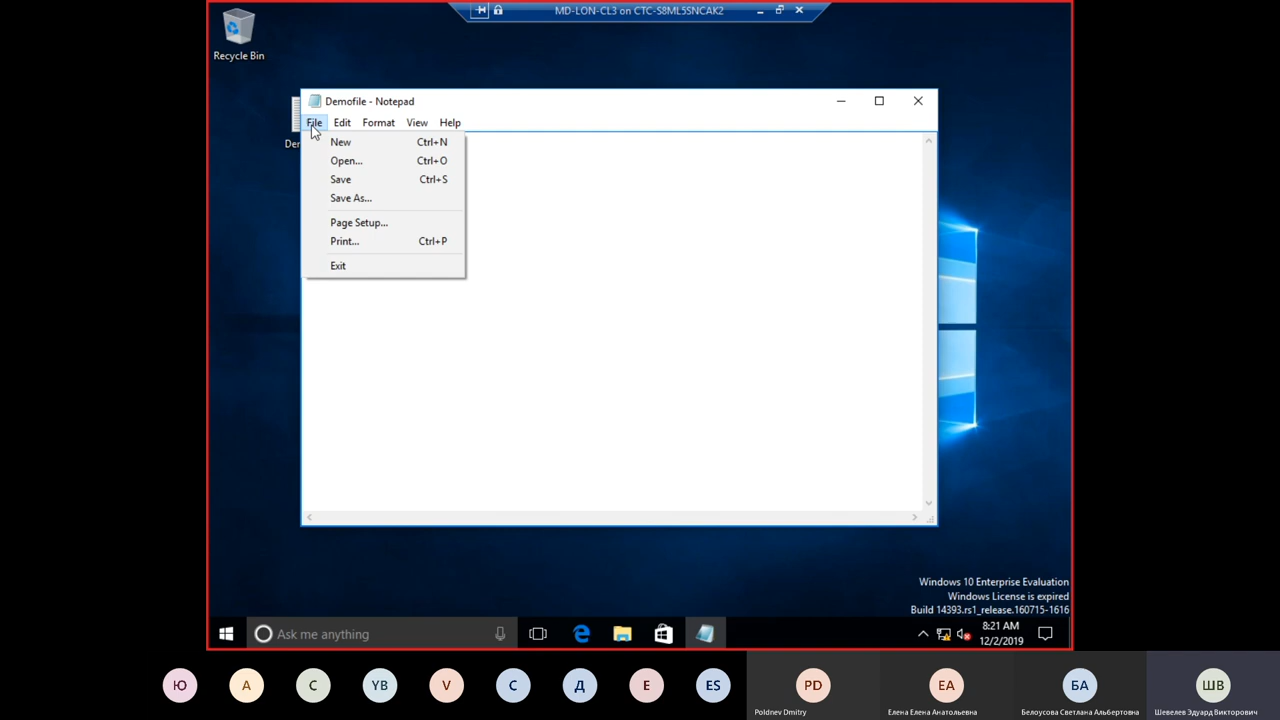 MD-LON-CL3 on CTC-S8ML5SNCAK2
Recycle Bin
Demofile - Notepad
File Edit Format View Help
New Ctrl+N
Open... Ctrl+O
Save Ctrl+S
Save As...
Page Setup...
Print... Ctrl+P
Exit
Windows 10 Enterprise Evaluation
Windows License is expired
Build 14393.rs1_release.160715-1616
Ask me anything
8:21 AM
12/2/2019
Ю А С YB V С Д Е ES PD ЕА БА ШВ
Poldnev Dmitry Елена Елена Анатольевна Белоусова Светлана Альбертовна Шевелев Эдуард Викторович